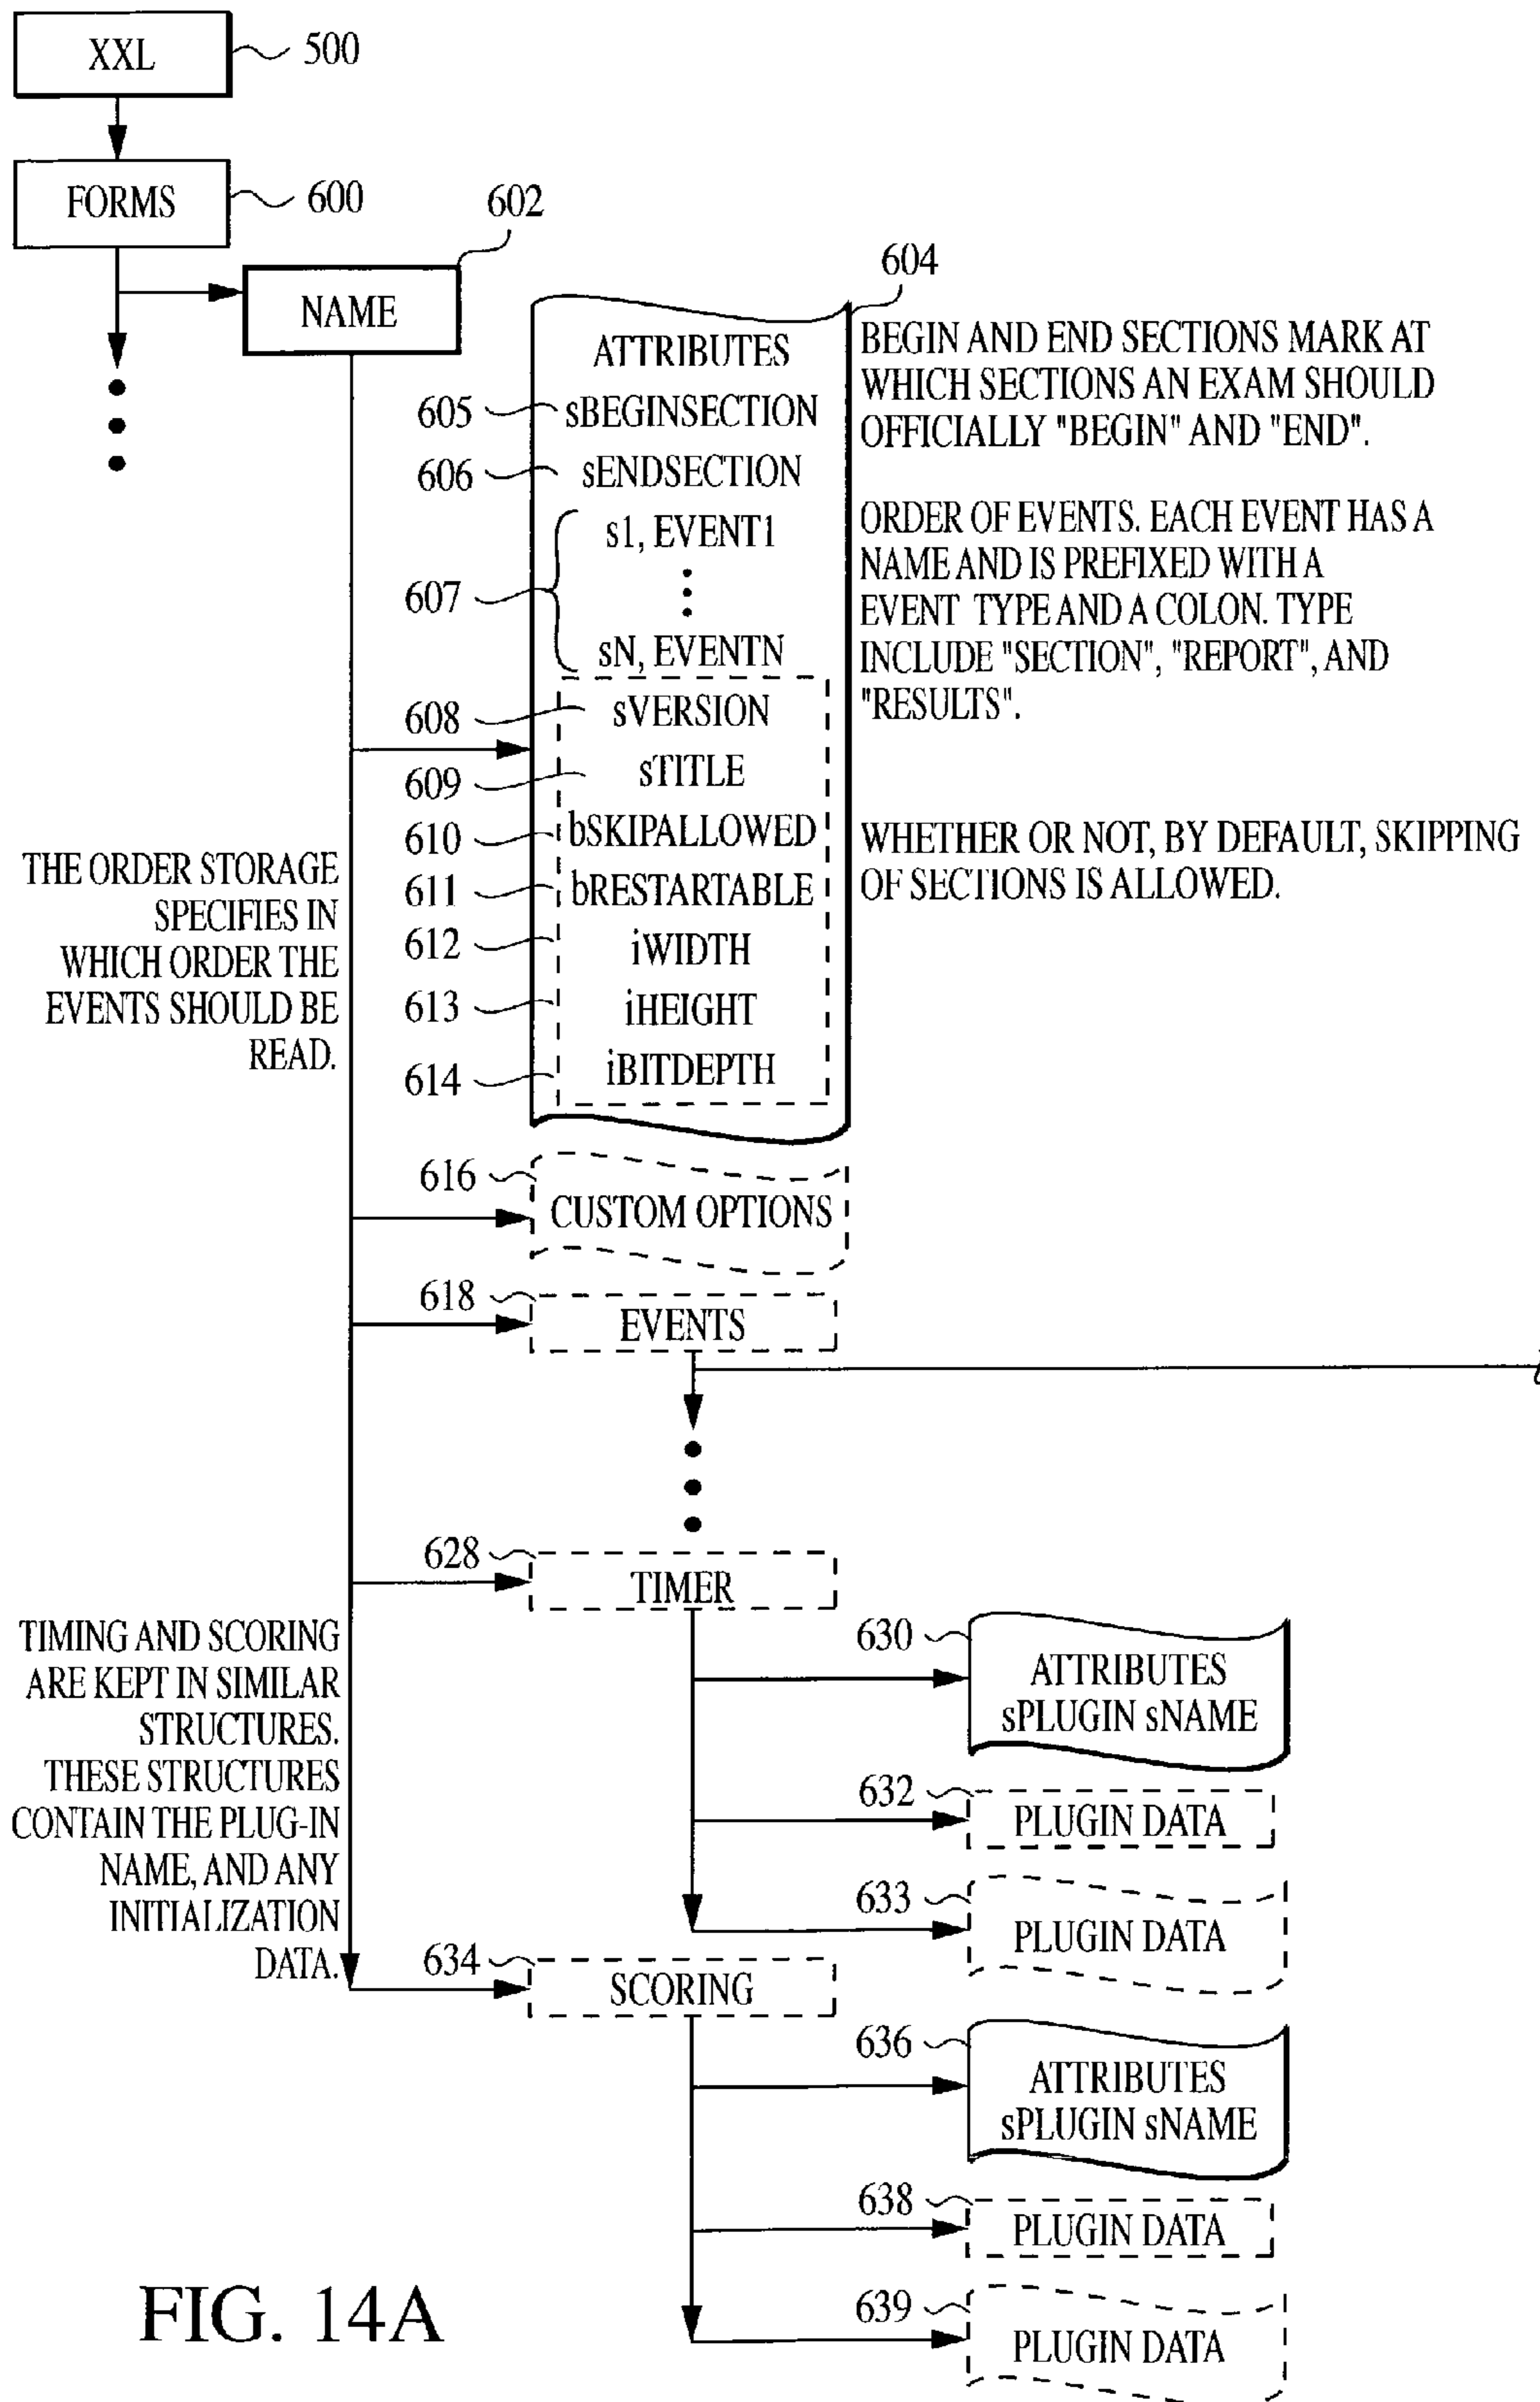 XXL
500
FORMS
600
602
NAME
604
ATTRIBUTES
605
sBEGINSECTION
606
sENDSECTION
607
s1, EVENT1
sN, EVENTN
608
sVERSION
609
sTITLE
610
bSKIPALLOWED
611
bRESTARTABLE
612
iWIDTH
613
iHEIGHT
614
iBITDEPTH
BEGIN AND END SECTIONS MARK AT
WHICH SECTIONS AN EXAM SHOULD
OFFICIALLY "BEGIN" AND "END".
ORDER OF EVENTS. EACH EVENT HAS A
NAME AND IS PREFIXED WITH A
EVENT TYPE AND A COLON. TYPE
INCLUDE "SECTION", "REPORT", AND
"RESULTS".
WHETHER OR NOT, BY DEFAULT, SKIPPING
OF SECTIONS IS ALLOWED.
THE ORDER STORAGE
SPECIFIES IN
WHICH ORDER THE
EVENTS SHOULD BE
READ.
616
CUSTOM OPTIONS
618
EVENTS
628
TIMER
630
ATTRIBUTES
sPLUGIN sNAME
632
PLUGIN DATA
633
PLUGIN DATA
TIMING AND SCORING
ARE KEPT IN SIMILAR
STRUCTURES.
THESE STRUCTURES
CONTAIN THE PLUG-IN
NAME, AND ANY
INITIALIZATION
DATA.
634
SCORING
636
ATTRIBUTES
sPLUGIN sNAME
638
PLUGIN DATA
639
PLUGIN DATA
FIG. 14A